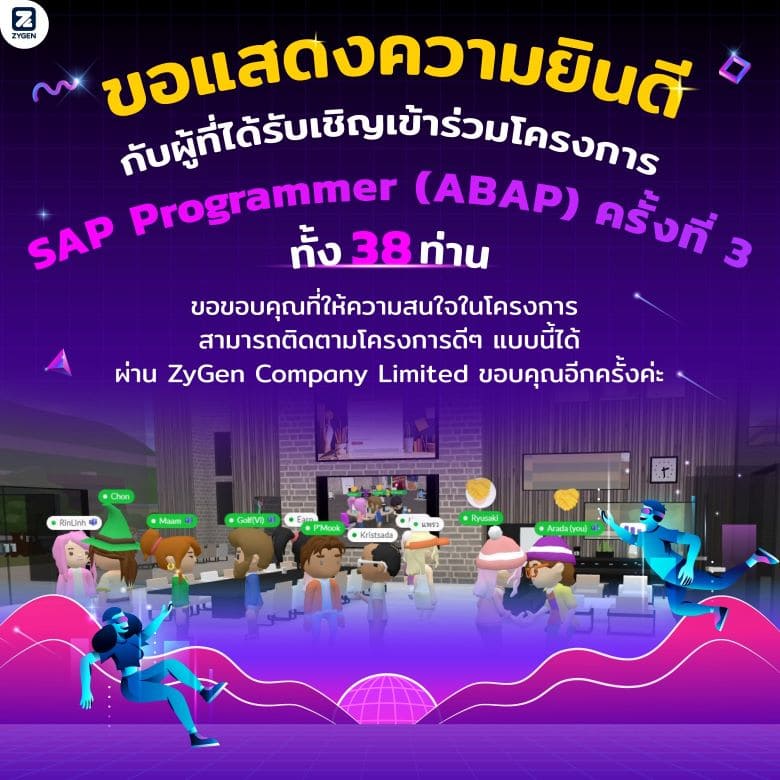 ZYGEN
ขอแสดงความยินดี
กับผู้ที่ได้รับเชิญเข้าร่วมโครงการ
SAP Programmer (ABAP) ครั้งที่ 3
ทั้ง 38 ท่าน
ขอขอบคุณที่ให้ความสนใจในโครงการ
สามารถติดตามโครงการดีๆ แบบนี้ได้
ผ่าน ZyGen Company Limited ขอบคุณอีกครั้งค่ะ
Chon
RinLinh
Maam
Golf(VI)
P'Mook
Kristsada
แพรว
Ryusaki
Arada (you)